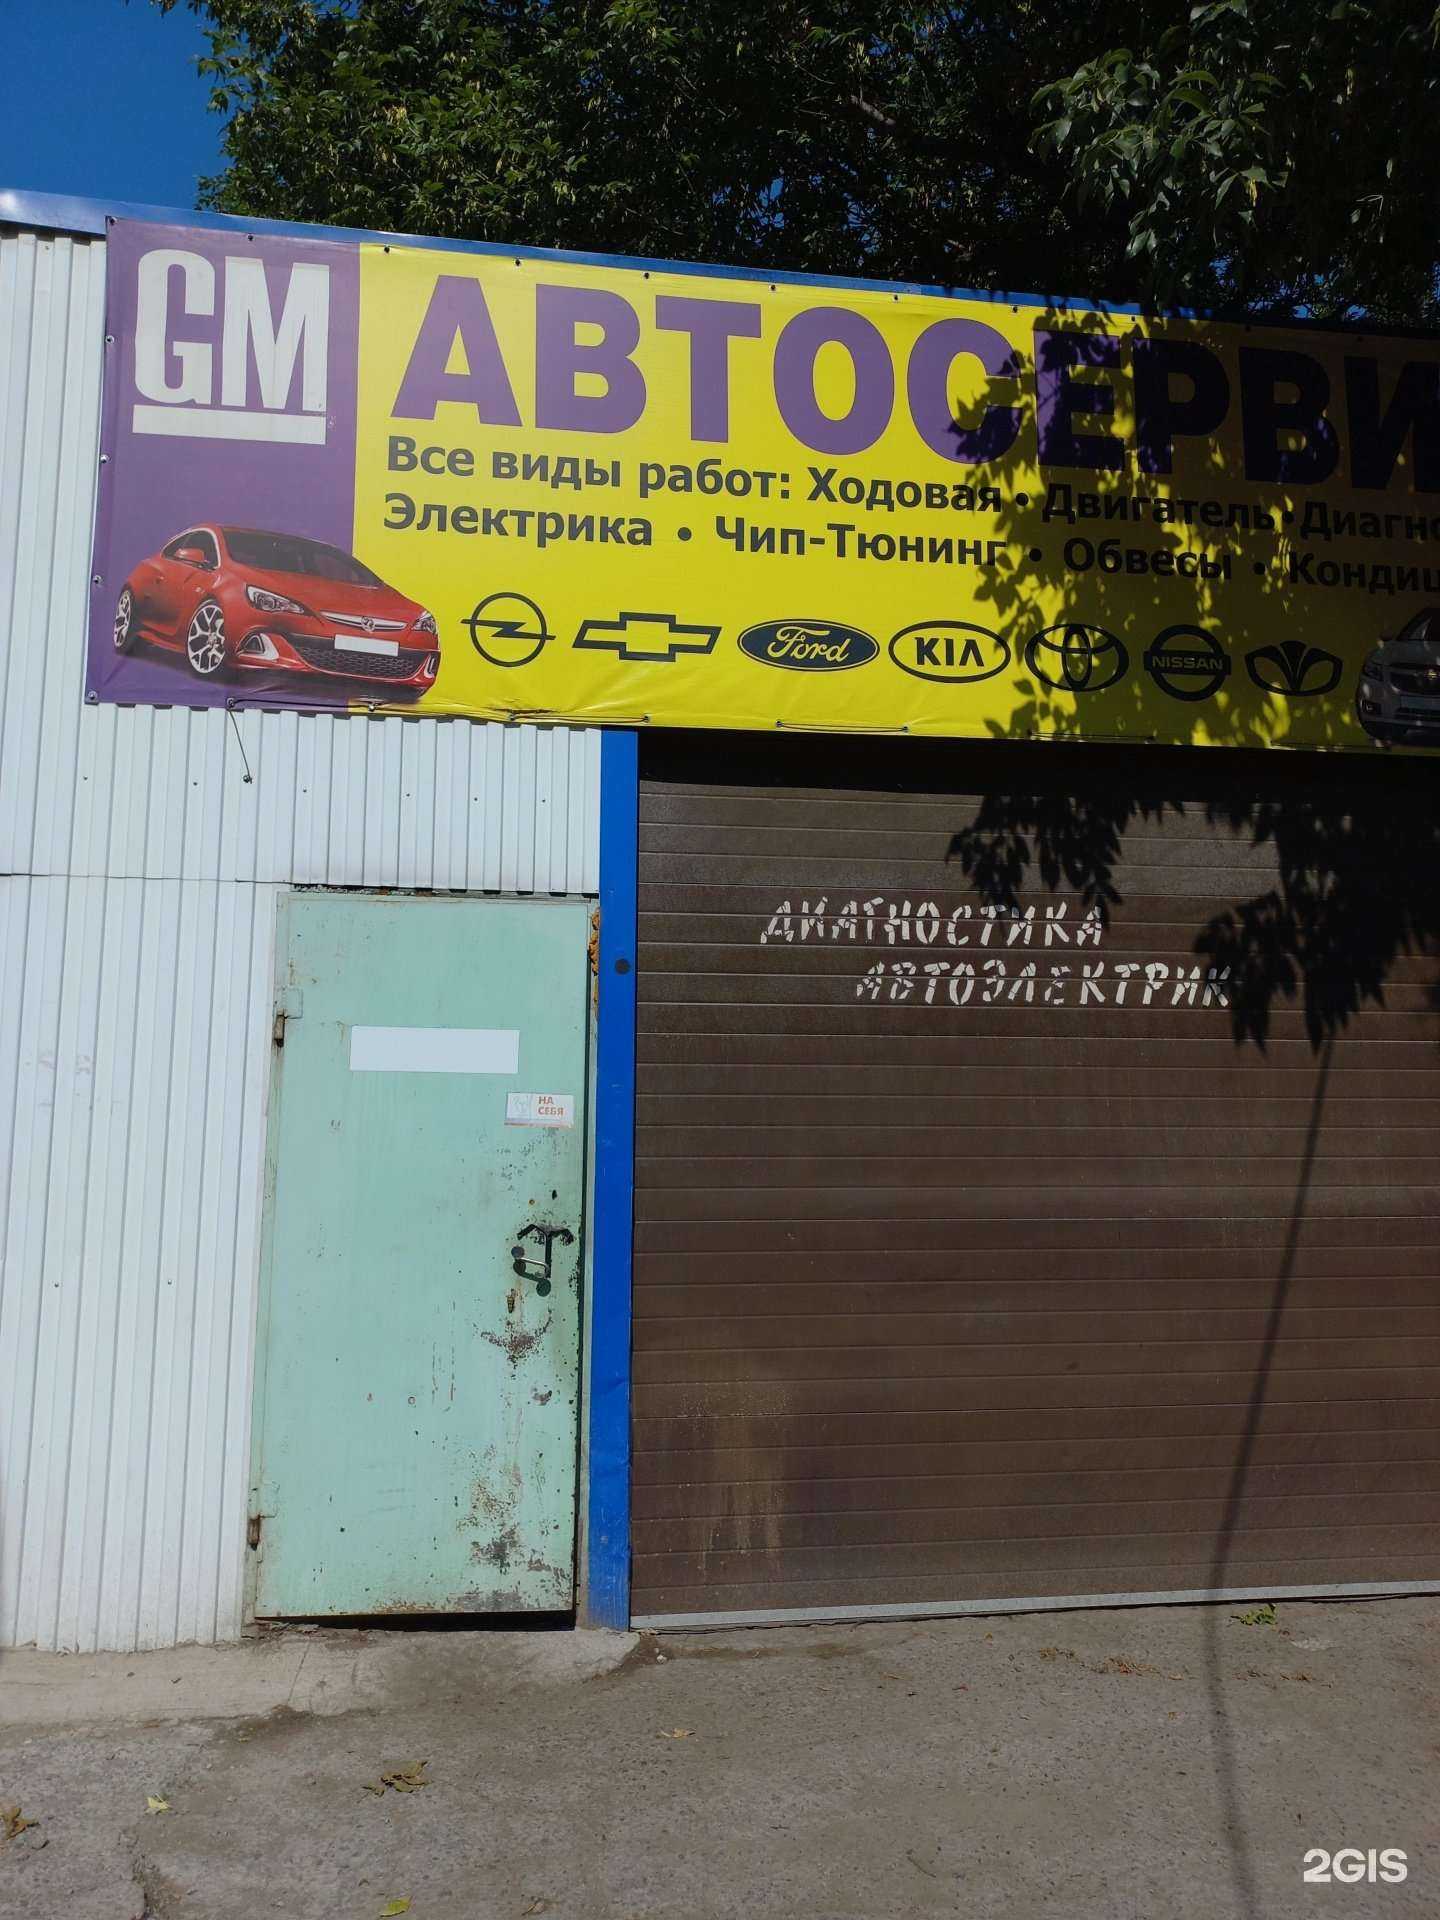 GM
АВТОСЕРВИ
Все виды работ: Ходовая • Двигатель • Диагно
Электрика • Чип-Тюнинг • Обвесы • Кондиц
Ford
KIA
NISSAN
ДИАГНОСТИКА
АВТОЭЛЕКТРИК
НА
СЕБЯ
2GIS